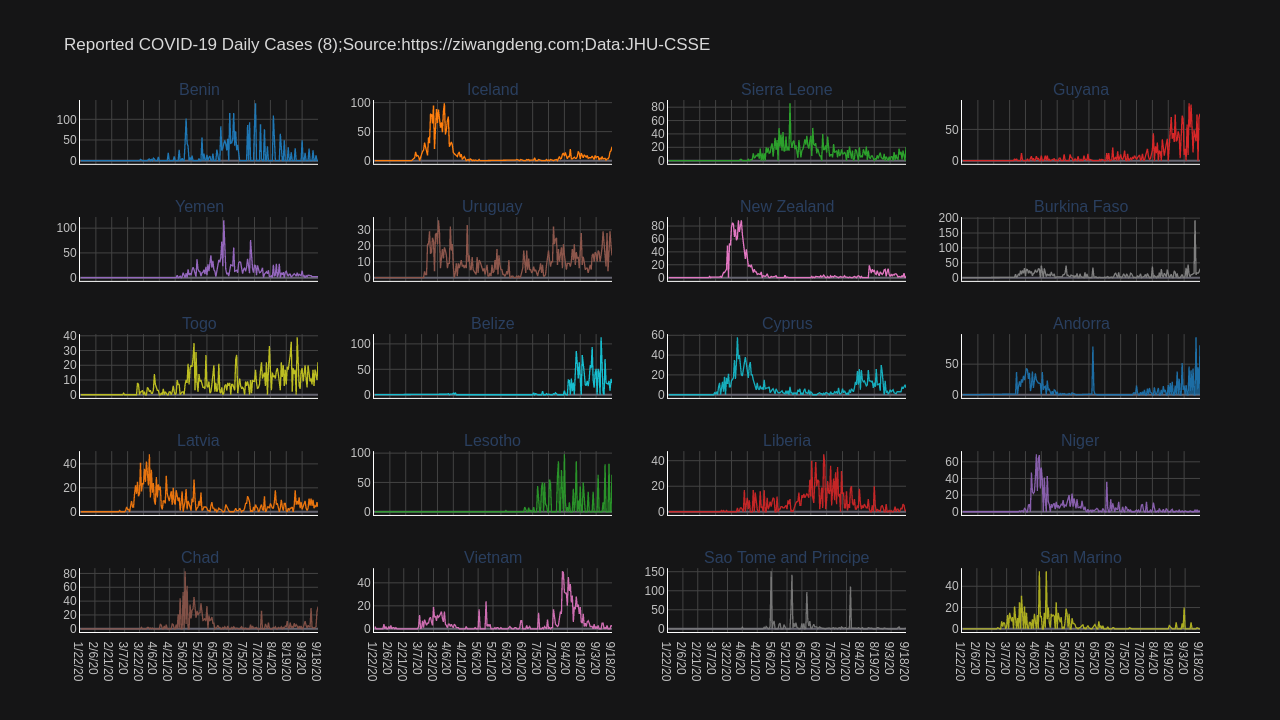 Reported COVID-19 Daily Cases (8);Source:https://ziwangdeng.com;Data:JHU-CSSE
Benin Iceland Sierra Leone Guyana
100 50 0
100 50 0
80 60 40 20 0
50 0
Yemen Uruguay New Zealand Burkina Faso
100 50 0
30 20 10 0
80 60 40 20 0
200 150 100 50 0
Togo Belize Cyprus Andorra
40 30 20 10 0
100 50 0
60 40 20 0
50 0
Latvia Lesotho Liberia Niger
40 20 0
100 50 0
40 20 0
60 40 20 0
Chad Vietnam Sao Tome and Principe San Marino
80 60 40 20 0
40 20 0
150 100 50 0
40 20 0
1/22/20 2/6/20 2/21/20 3/7/20 3/22/20 4/6/20 4/21/20 5/6/20 5/21/20 6/5/20 6/20/20 7/5/20 7/20/20 8/4/20 8/19/20 9/3/20 9/18/20
1/22/20 2/6/20 2/21/20 3/7/20 3/22/20 4/6/20 4/21/20 5/6/20 5/21/20 6/5/20 6/20/20 7/5/20 7/20/20 8/4/20 8/19/20 9/3/20 9/18/20
1/22/20 2/6/20 2/21/20 3/7/20 3/22/20 4/6/20 4/21/20 5/6/20 5/21/20 6/5/20 6/20/20 7/5/20 7/20/20 8/4/20 8/19/20 9/3/20 9/18/20
1/22/20 2/6/20 2/21/20 3/7/20 3/22/20 4/6/20 4/21/20 5/6/20 5/21/20 6/5/20 6/20/20 7/5/20 7/20/20 8/4/20 8/19/20 9/3/20 9/18/20